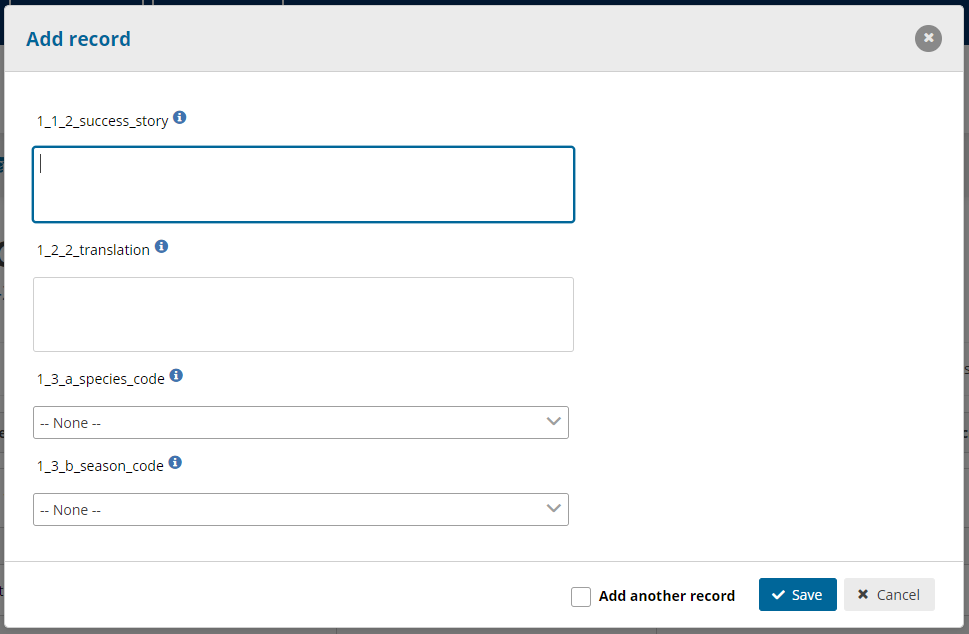 Add record
1_1_2_success_story
1_2_2_translation
1_3_a_species_code
-- None --
1_3_b_season_code
-- None --
Add another record
Save
Cancel